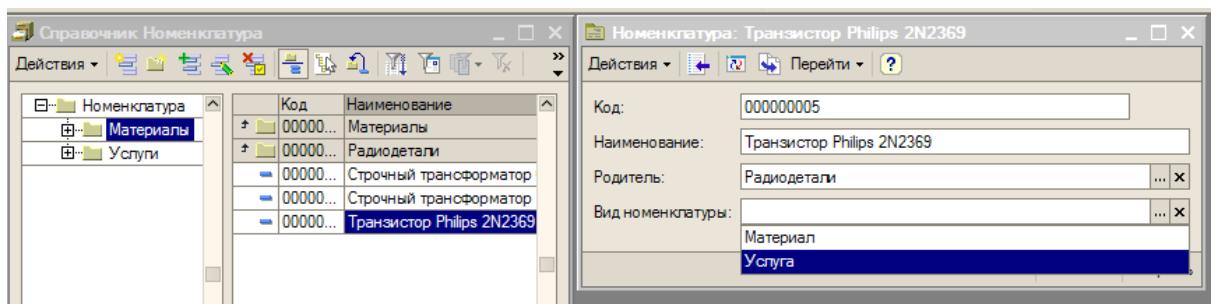 Справочник Номенклатура
Действия
Номенклатура
Материалы
Услуги
Код Наименование
00000... Материалы
00000... Радиодетали
00000... Строчный трансформатор
00000... Строчный трансформатор
00000... Транзистор Philips 2N2369
Номенклатура: Транзистор Philips 2N2369
Действия Перейти ?
Код: 000000005
Наименование: Транзистор Philips 2N2369
Родитель: Радиодетали ... x
Вид номенклатуры: ... x
Материал
Услуга